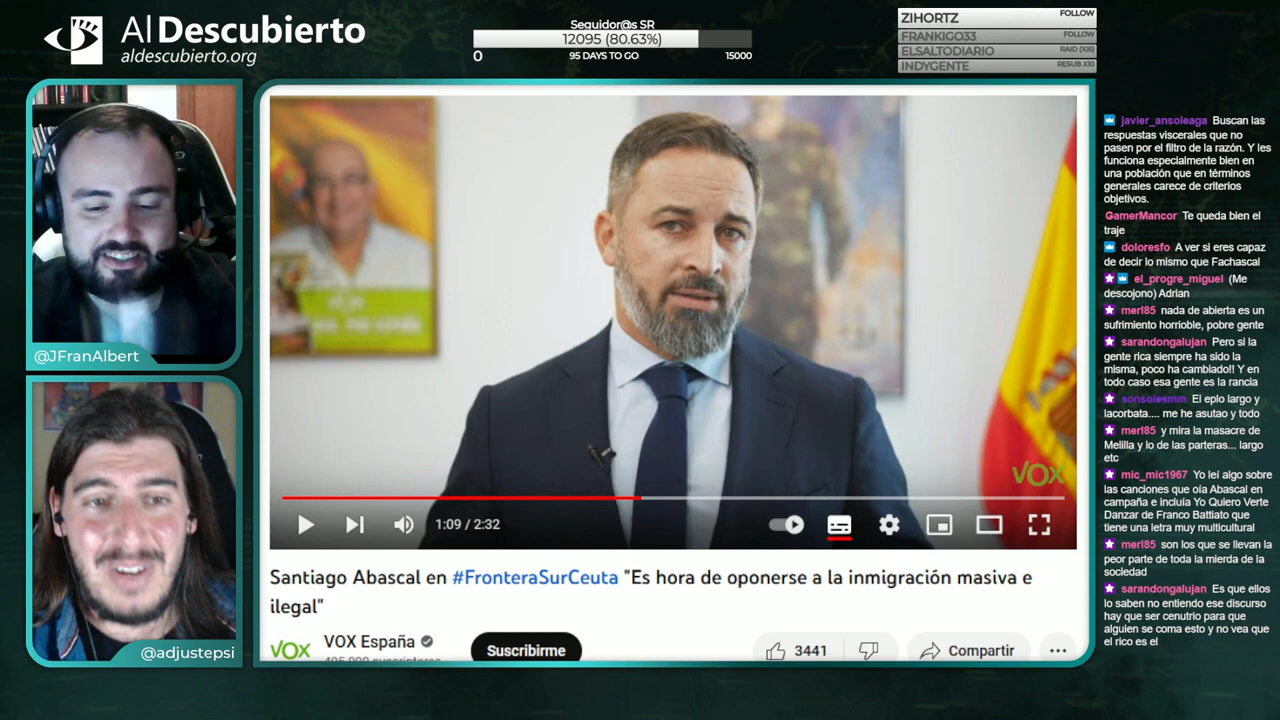 Al Descubierto
aldescubierto.org
Seguidor@s SR
12095 (80.63%)
0
95 DAYS TO GO
15000
ZIHORTZ
FOLLOW
FRANKIGO33
FOLLOW
ELSALTODIARIO
RAID (105)
INDYGENTE
RESUB X10
@JFranAlbert
@adjustepsi
VOX
VOX
1:09 / 2:32
Santiago Abascal en #FronteraSurCeuta "Es hora de oponerse a la inmigración masiva e
ilegal"
VOX
VOX España
Suscribirme
3441
Compartir
javier_ansoleaga Buscan las
respuestas viscerales que no
pasen por el filtro de la razón. Y les
funciona especialmente bien en
una población que en términos
generales carece de criterios
objetivos.
GamerMancor Te queda bien el
traje
doloresfo A ver si eres capaz
de decir lo mismo que Fachascal
el_progre_miguel (Me
descojono) Adrian
merl85 nada de abierta es un
sufrimiento horrioble, pobre gente
sarandongalujan Pero si la
gente rica siempre ha sido la
misma, poco ha cambiado!! Y en
todo caso esa gente es la rancia
sonsolesmm El eplo largo y
lacorbata.... me he asutao y todo
merl85 y mira la masacre de
Melilla y lo de las parteras... largo
etc
mic_mic1967 Yo leí algo sobre
las canciones que oía Abascal en
campaña e incluía Yo Quiero Verte
Danzar de Franco Battiato que
tiene una letra muy multicultural
merl85 son los que se llevan la
peor parte de toda la mierda de la
sociedad
sarandongalujan Es que ellos
lo saben no entiendo ese discurso
hay que ser cenutrio para que
alguien se coma esto y no vea que
el rico es el